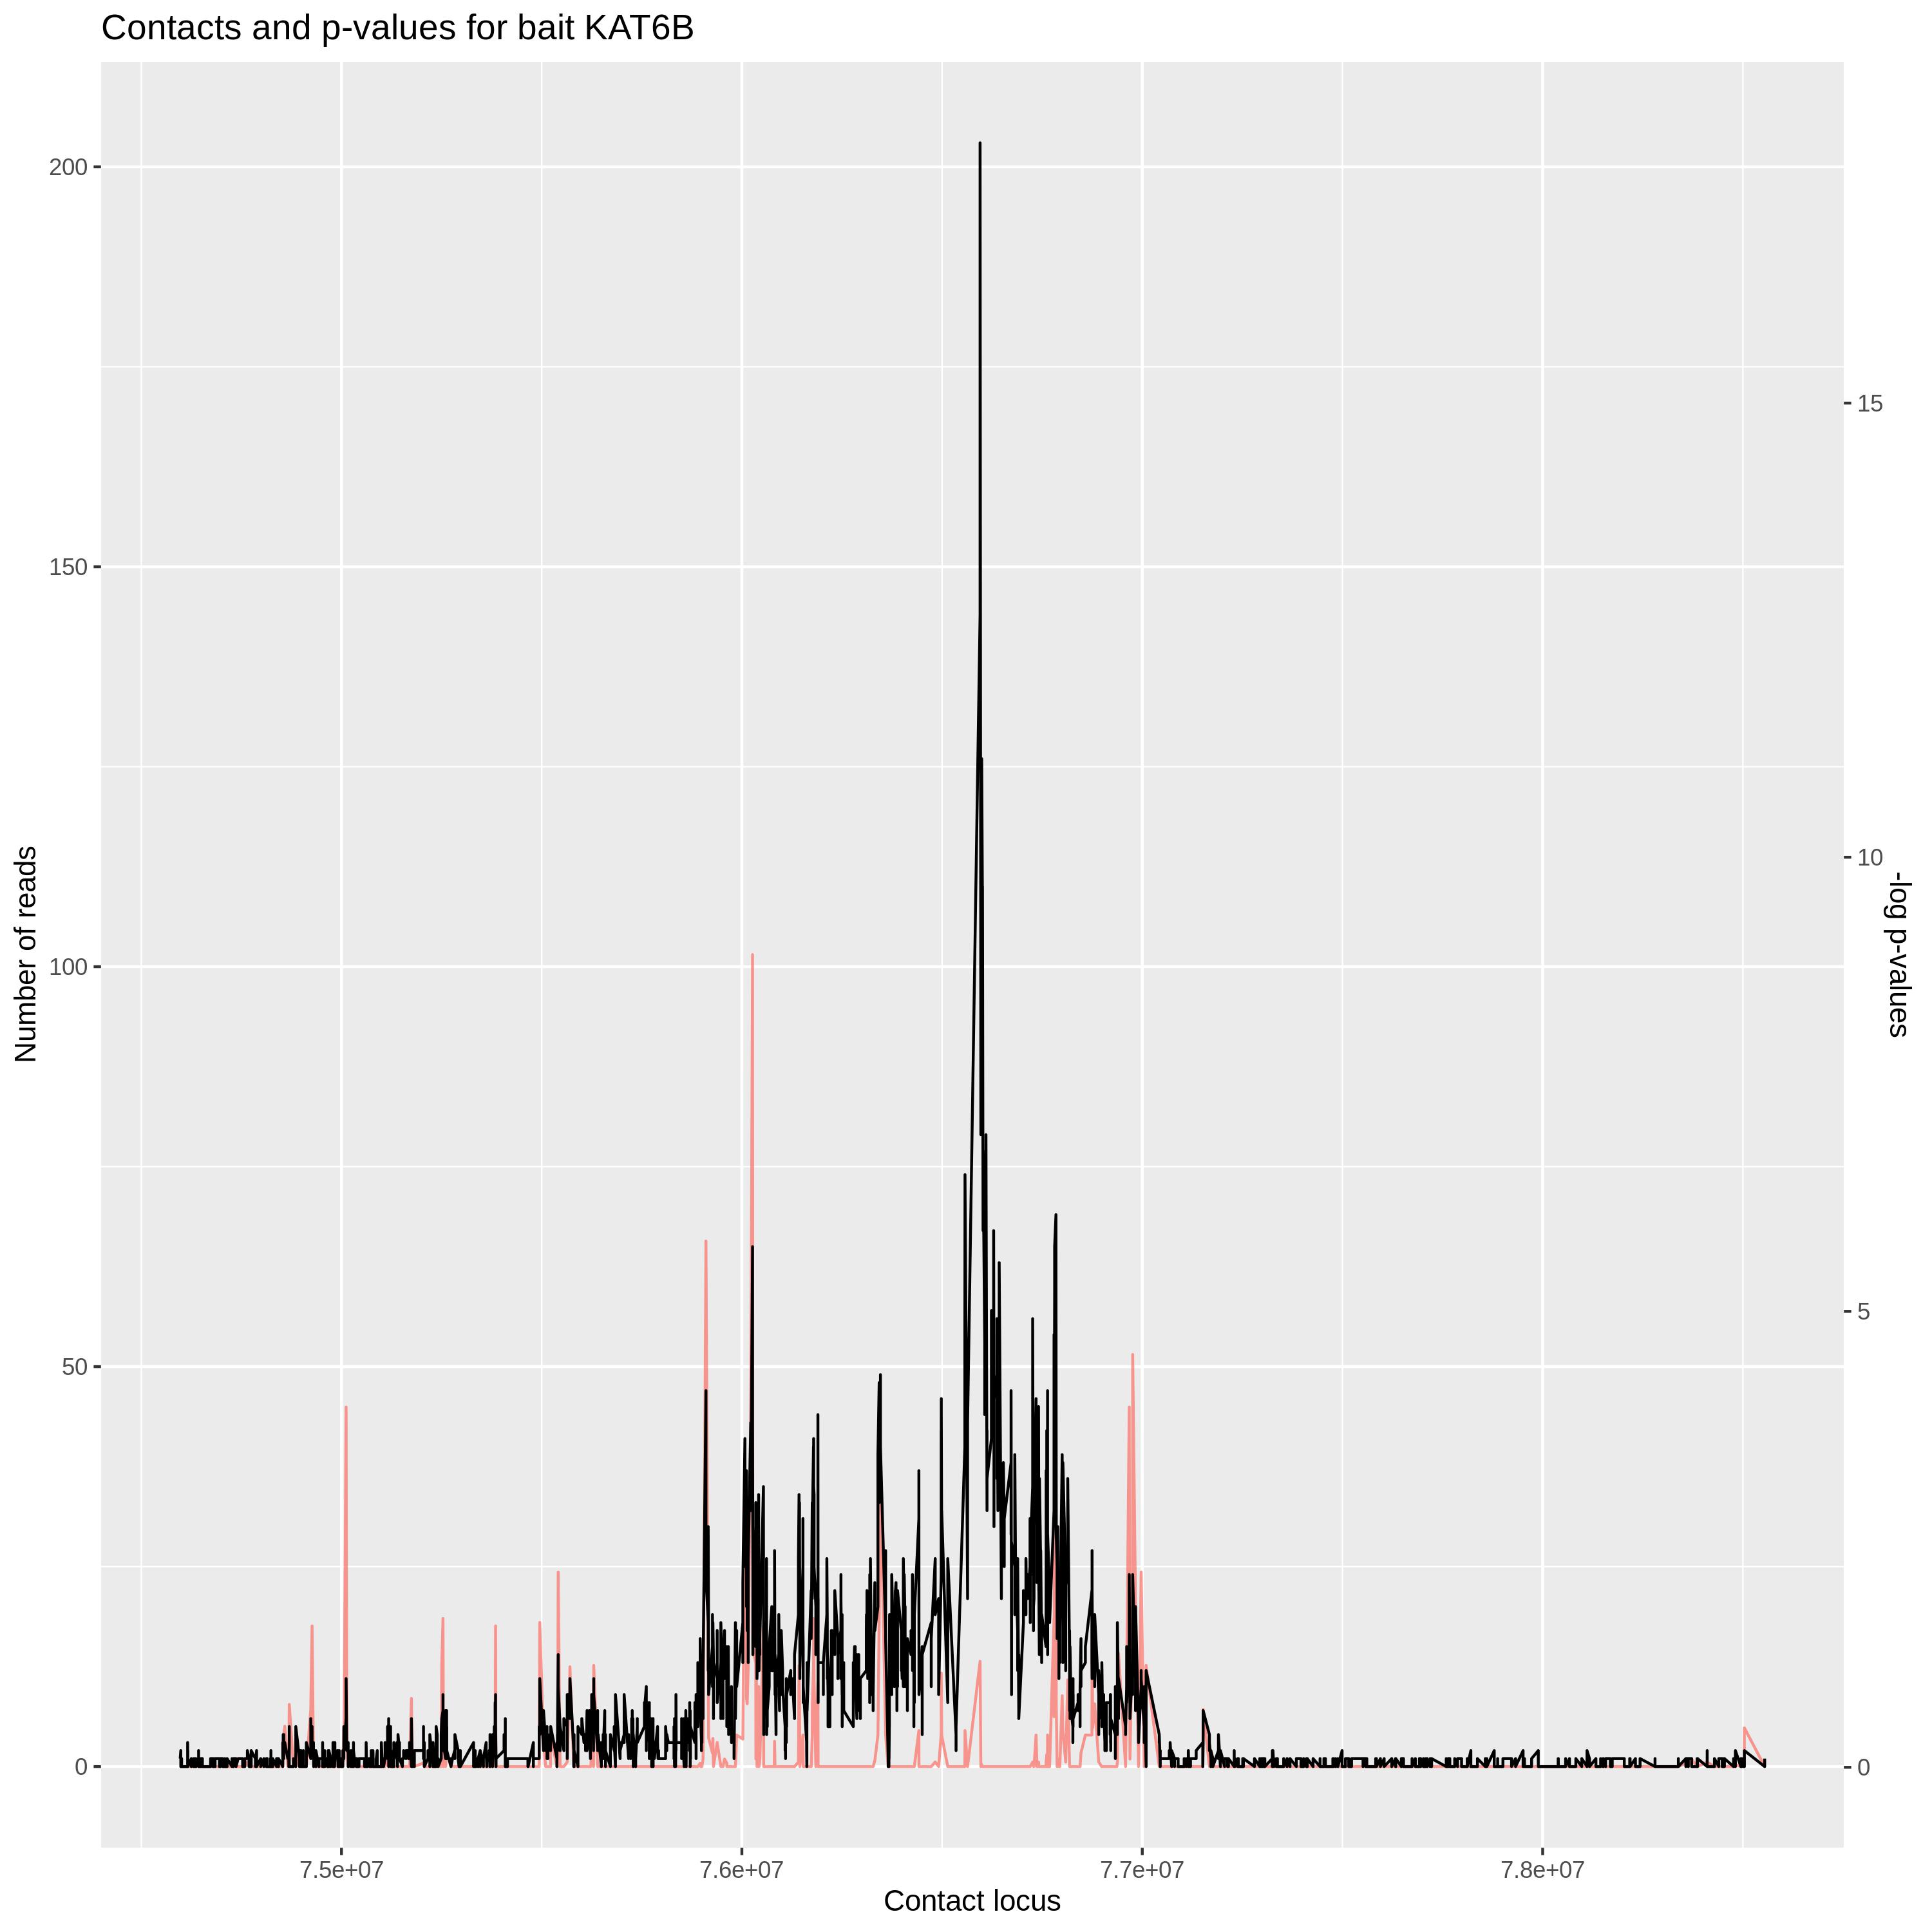 Contacts and p-values for bait KAT6B
200
150
100
50
0
Number of reads
15
10
5
0
-log p-values
7.5e+07
7.6e+07
7.7e+07
7.8e+07
Contact locus